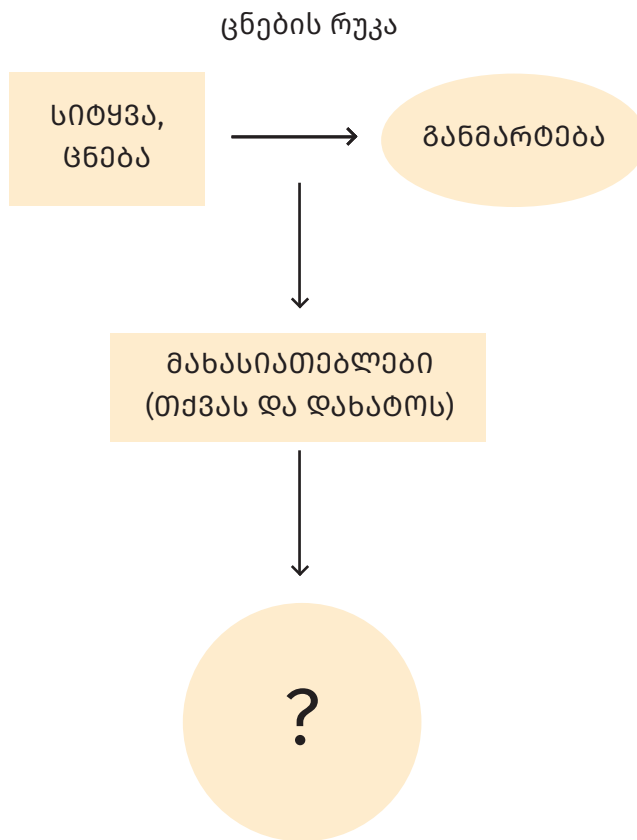 ცნების რუკა
სიტყვა,
ცნება
განმარტება
მახასიათებლები
(თქვას და დახატოს)
?